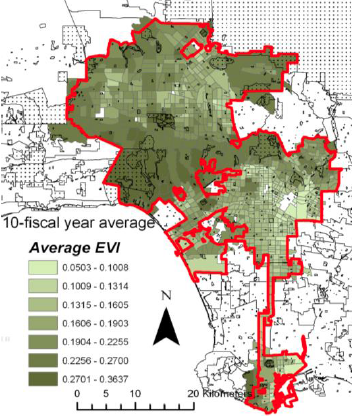 10-fiscal year average
Average EVI
0.0503 - 0.1008
0.1009 - 0.1314
0.1315 - 0.1605
0.1606 - 0.1903
0.1904 - 0.2255
0.2256 - 0.2700
0.2701 - 0.3637
N
0 5 10 20 Kilometers